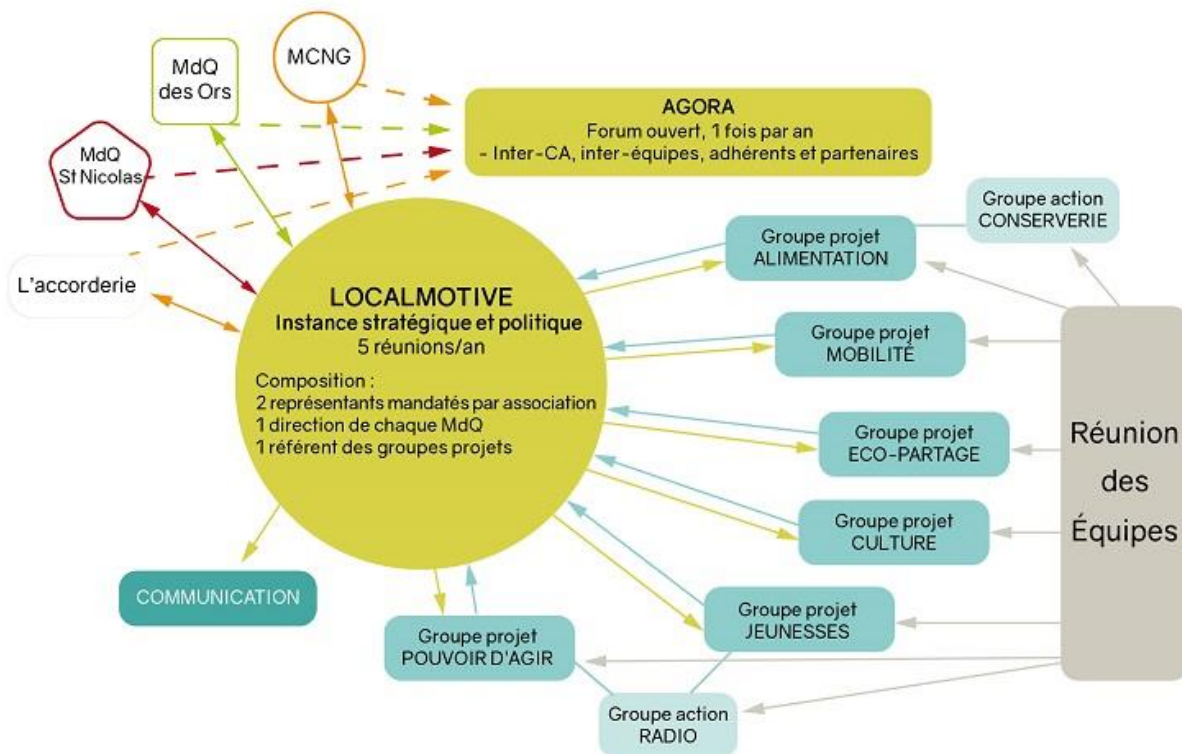 MCNG
MdQ
des Ors
MdQ
St Nicolas
L'accorderie
AGORA
Forum ouvert, 1 fois par an
- Inter-CA, inter-équipes, adhérents et partenaires
LOCALMOTIVE
Instance stratégique et politique
5 réunions/an
Composition :
2 représentants mandatés par association
1 direction de chaque MdQ
1 référent des groupes projets
Groupe action
CONSERVERIE
Groupe projet
ALIMENTATION
Groupe projet
MOBILITÉ
Groupe projet
ECO-PARTAGE
Groupe projet
CULTURE
Groupe projet
JEUNESSES
Groupe projet
POUVOIR D'AGIR
Groupe action
RADIO
COMMUNICATION
Réunion
des
Équipes